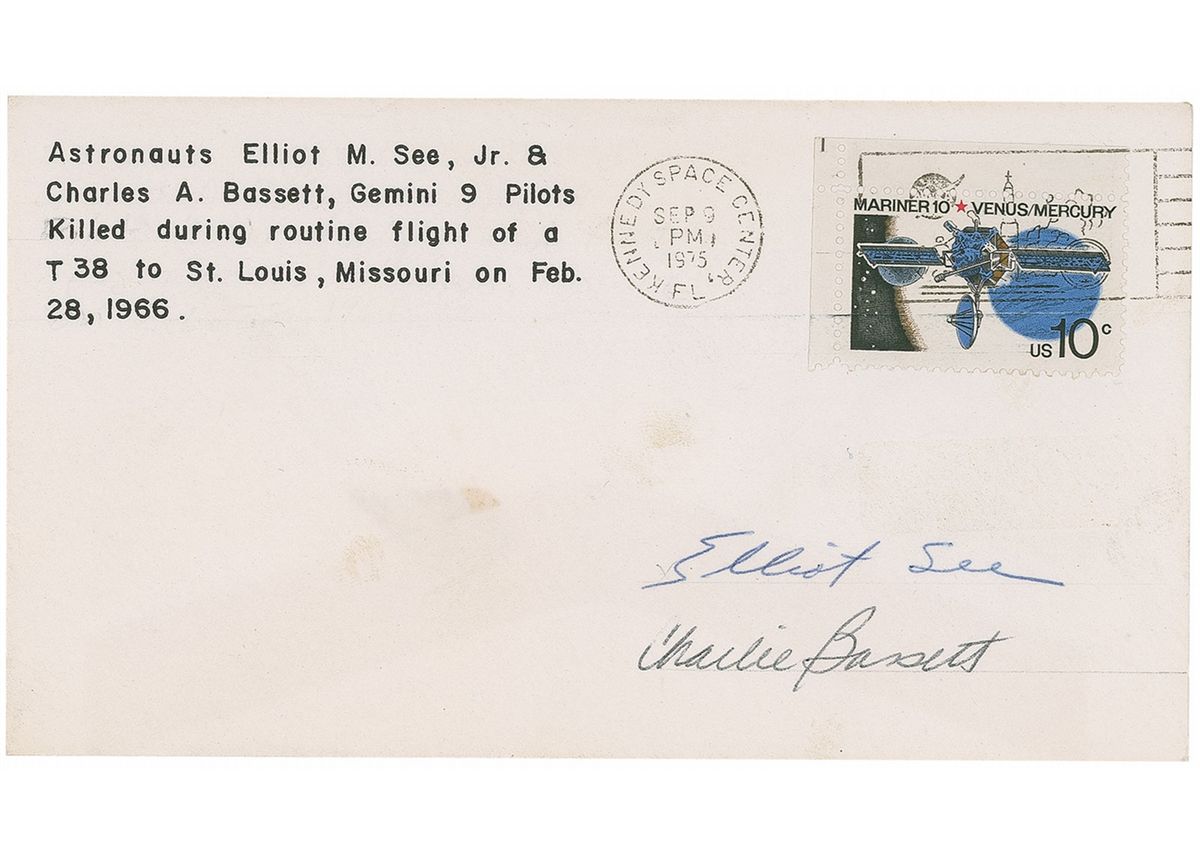 Astronauts Elliot M. See, Jr. &
Charles A. Bassett, Gemini 9 Pilots
Killed during routine flight of a
T 38 to St. Louis, Missouri on Feb.
28, 1966.
KENNEDY SPACE CENTER, FL
SEP 9
PM
1975
MARINER 10 ★ VENUS/MERCURY
US 10c
Elliot See
Charlie Bassett